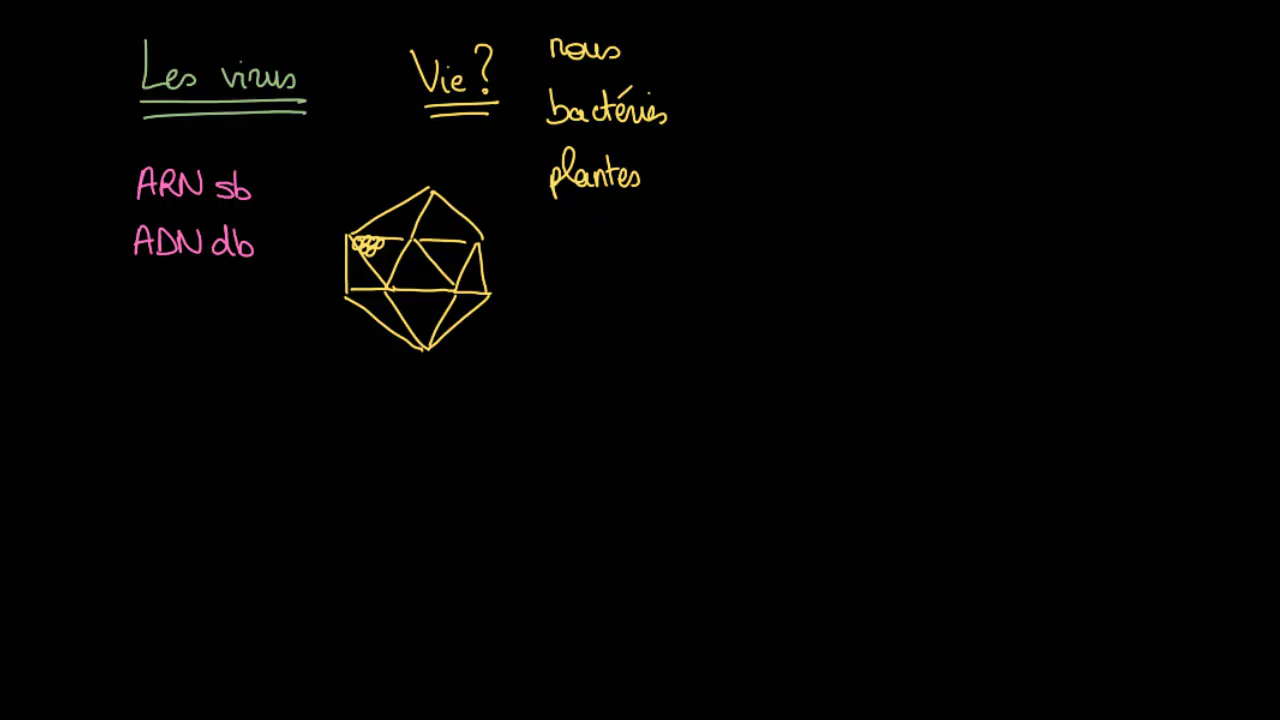 Les virus
Vie?
nous
bactéries
plantes
ARN sb
ADN db